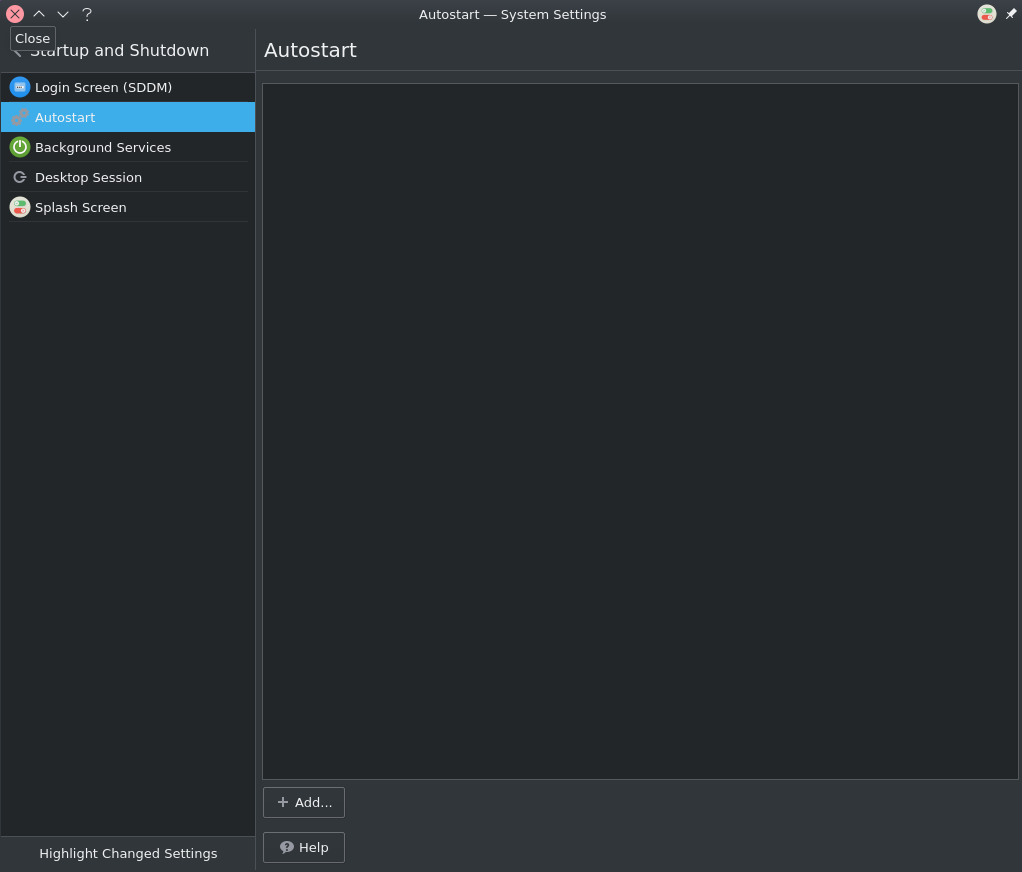 Autostart — System Settings
Close
Startup and Shutdown
Autostart
Login Screen (SDDM)
Autostart
Background Services
Desktop Session
Splash Screen
Add...
Help
Highlight Changed Settings